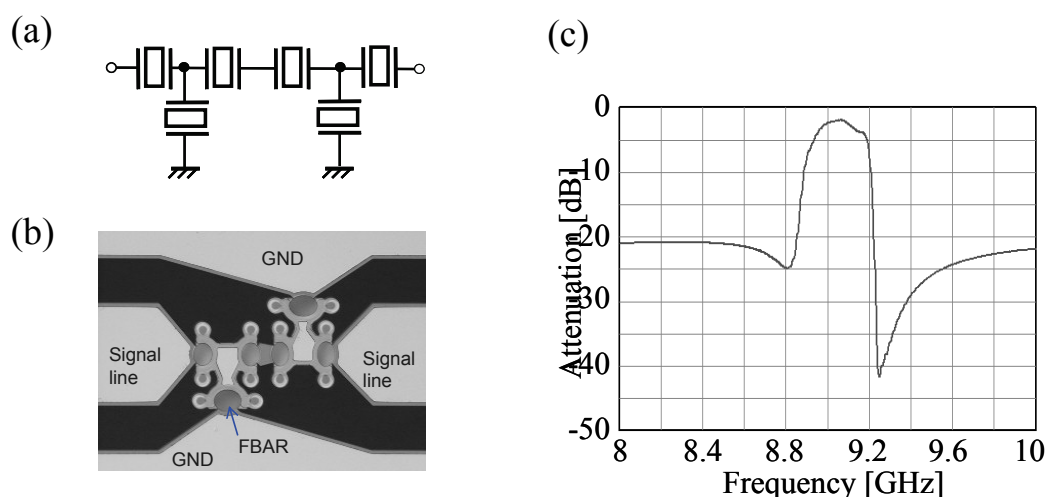 (a)
(b)
GND
Signal
line
Signal
line
FBAR
GND
(c)
Attenuation [dB]
0
-10
-20
-30
-40
-50
8
8.4
8.8
9.2
9.6
10
Frequency [GHz]